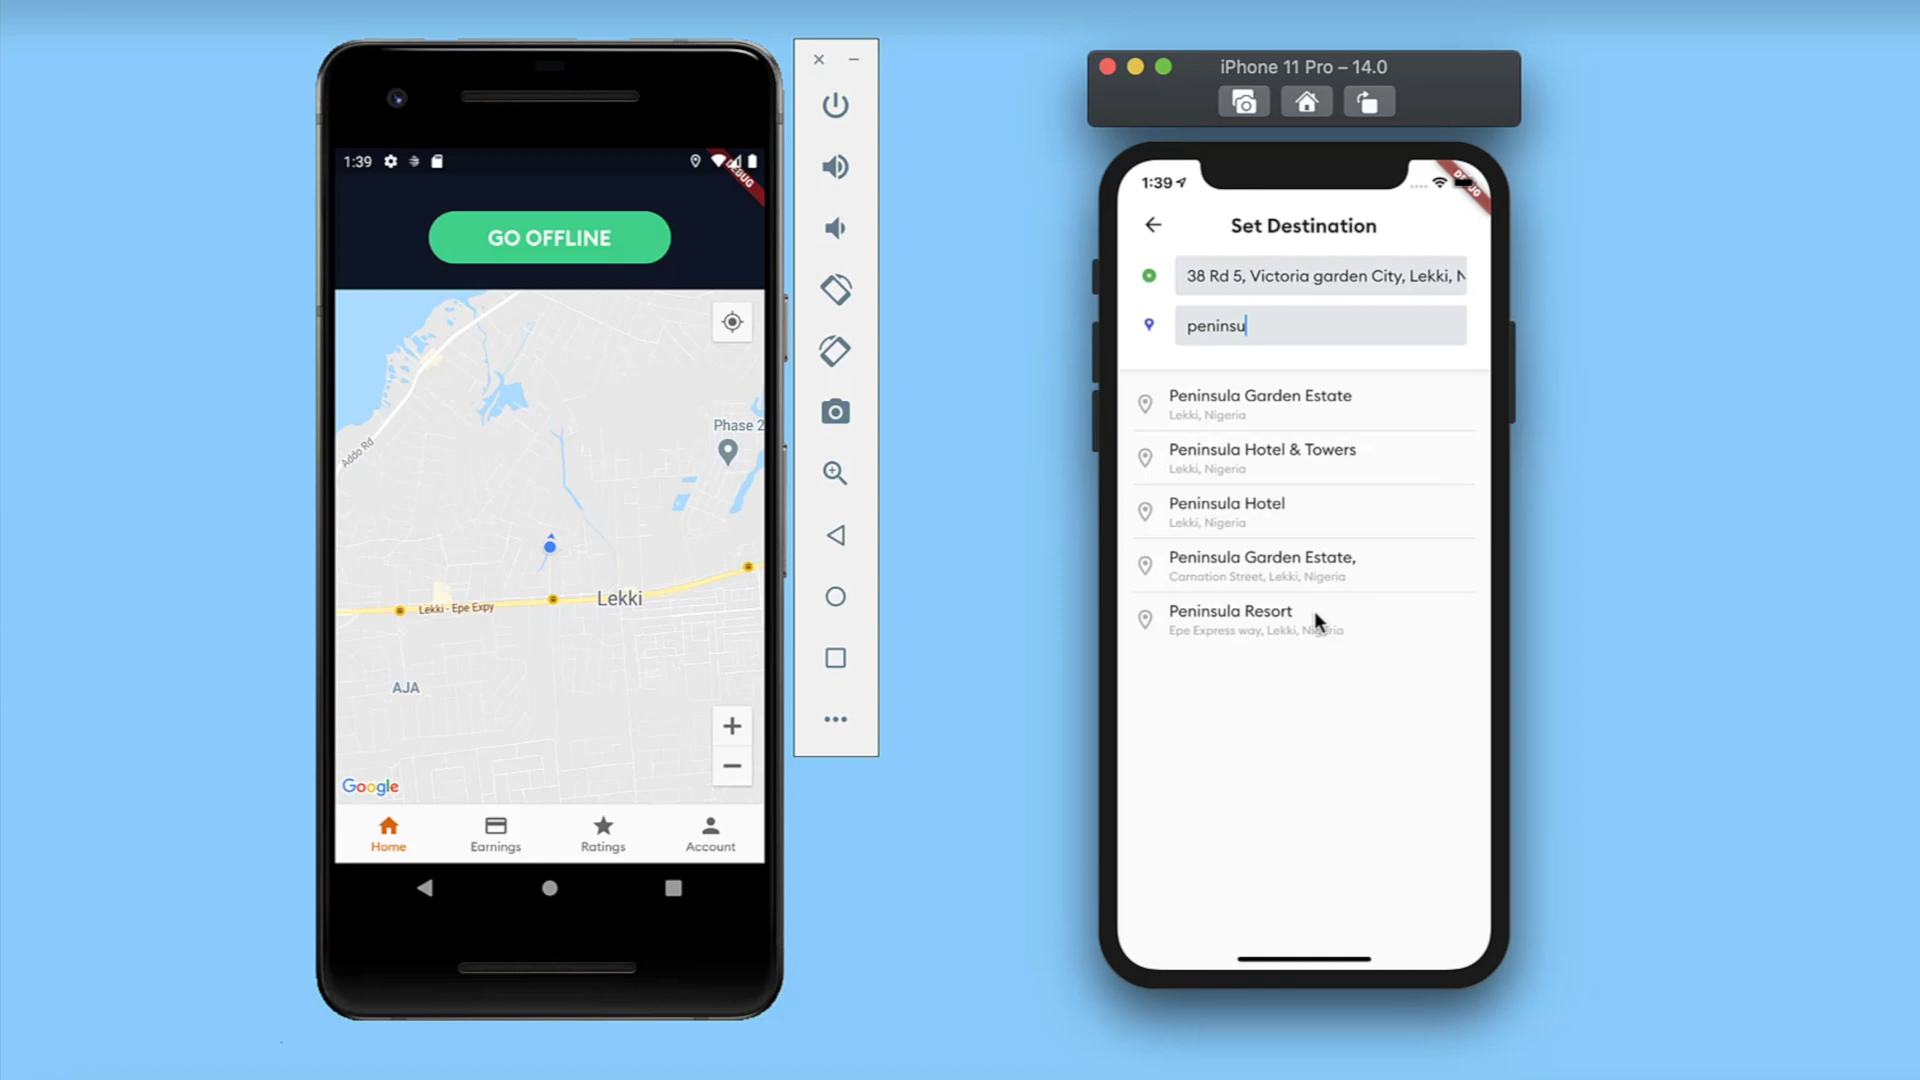 1:39
DEBUG
GO OFFLINE
Phase 2
Addo Rd
Lekki - Epe Expy
Lekki
AJA
Google
Home
Earnings
Ratings
Account
iPhone 11 Pro – 14.0
1:39
DEBUG
Set Destination
38 Rd 5, Victoria garden City, Lekki, N
peninsu
Peninsula Garden Estate
Lekki, Nigeria
Peninsula Hotel & Towers
Lekki, Nigeria
Peninsula Hotel
Lekki, Nigeria
Peninsula Garden Estate,
Carnation Street, Lekki, Nigeria
Peninsula Resort
Epe Express way, Lekki, Nigeria